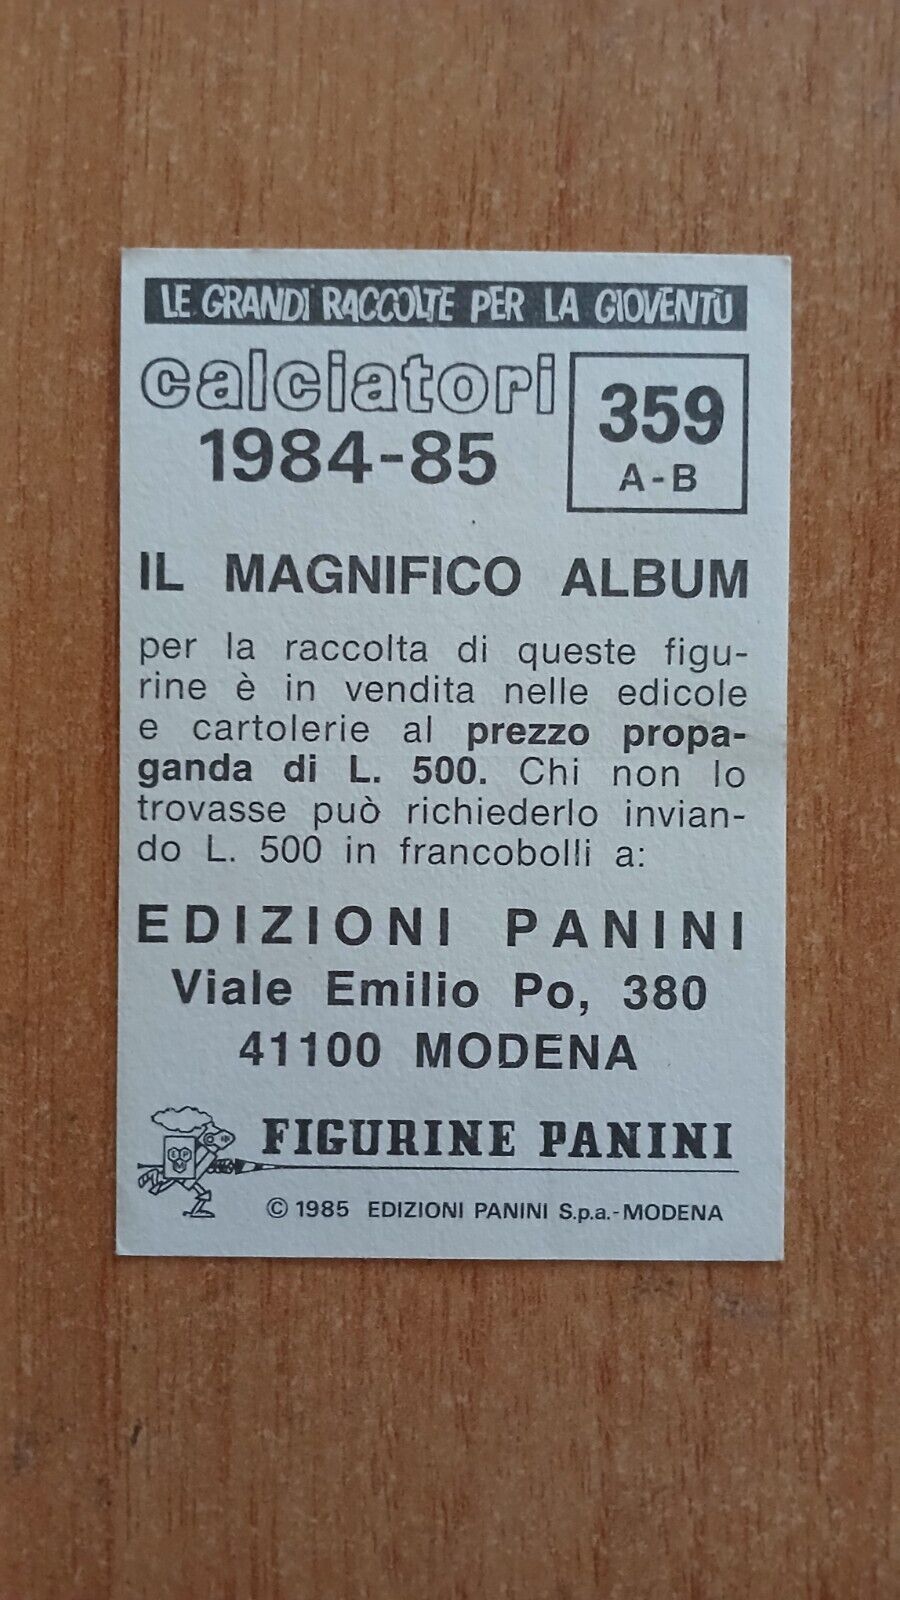 LE GRANDI RACCOLTE PER LA GIOVENTÙ
calciatori
1984-85
359
A-B
IL MAGNIFICO ALBUM
per la raccolta di queste figu-
rine è in vendita nelle edicole
e cartolerie al prezzo propa-
ganda di L. 500. Chi non lo
trovasse può richiederlo invian-
do L. 500 in francobolli a:
EDIZIONI PANINI
Viale Emilio Po, 380
41100 MODENA
FIGURINE PANINI
© 1985 EDIZIONI PANINI S.p.a.-MODENA